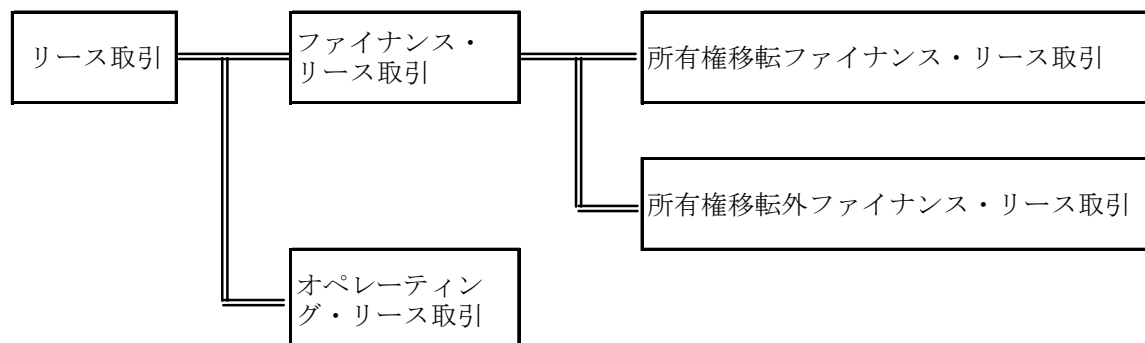 リース取引
ファイナンス・
リース取引
所有権移転ファイナンス・リース取引
所有権移転外ファイナンス・リース取引
オペレーティン
グ・リース取引